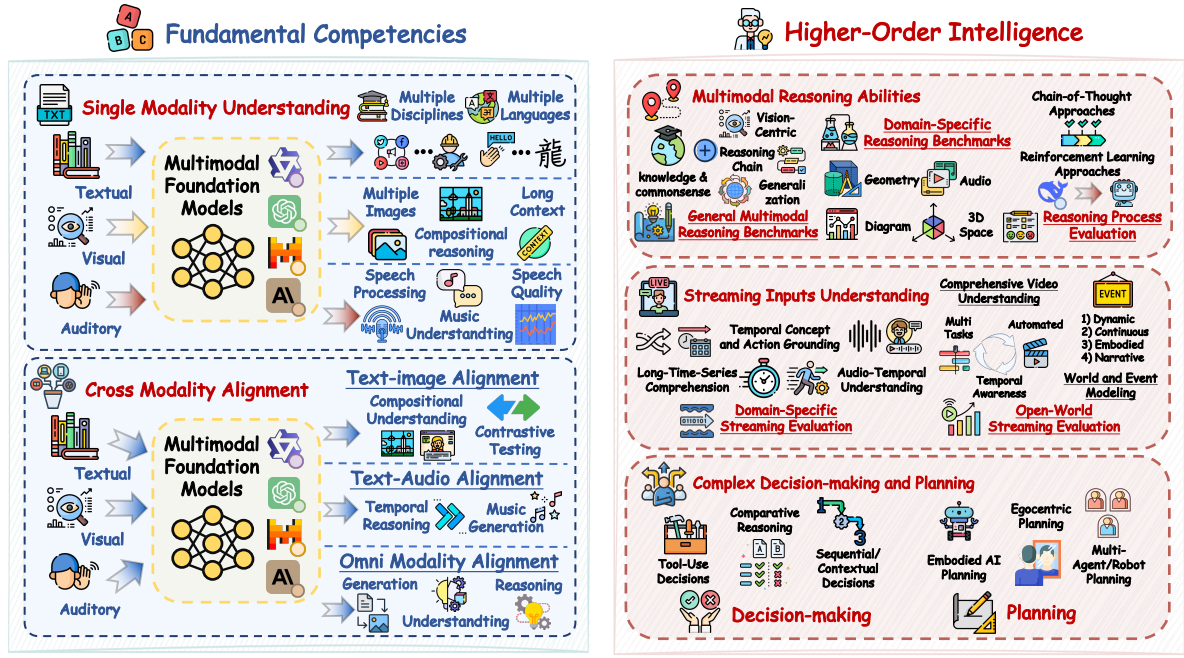 A
B
C
Fundamental Competencies
TXT
Single Modality Understanding
Multiple
Disciplines
Multiple
Languages
Textual
Visual
Auditory
Multimodal
Foundation
Models
HELLO
龍
Multiple
Images
Long
Context
Compositional
reasoning
CONTEXT
Speech
Processing
Speech
Quality
Music
Understandting
Cross Modality Alignment
Textual
Visual
Auditory
Multimodal
Foundation
Models
Text-image Alignment
Compositional
Understanding
Contrastive
Testing
Text-Audio Alignment
Temporal
Reasoning
Music
Generation
Omni Modality Alignment
Generation
Reasoning
Understandting
Higher-Order Intelligence
Multimodal Reasoning Abilities
Vision-
Centric
Reasoning
Chain
knowledge &
commonsense
Generali
zation
General Multimodal
Reasoning Benchmarks
Domain-Specific
Reasoning Benchmarks
Geometry
Audio
Diagram
3D
Space
Chain-of-Thought
Approaches
Reinforcement Learning
Approaches
Reasoning Process
Evaluation
LIVE
Streaming Inputs Understanding
Temporal Concept
and Action Grounding
Long-Time-Series
Comprehension
Audio-Temporal
Understanding
010101
Domain-Specific
Streaming Evaluation
Comprehensive Video
Understanding
Multi
Tasks
Automated
Temporal
Awareness
EVENT
1) Dynamic
2) Continuous
3) Embodied
4) Narrative
World and Event
Modeling
Open-World
Streaming Evaluation
Complex Decision-making and Planning
Tool-Use
Decisions
Comparative
Reasoning
A
B
1
2
3
Sequential/
Contextual
Decisions
Decision-making
Embodied AI
Planning
Egocentric
Planning
Multi-
Agent/Robot
Planning
Planning